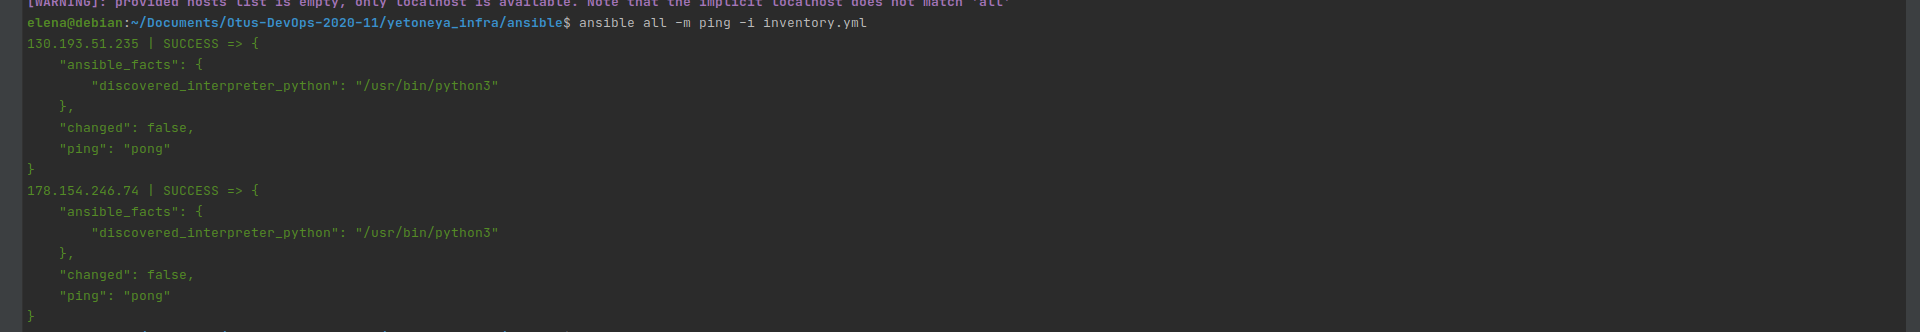 [WARNING]: provided hosts list is empty, only localhost is available. Note that the implicit localhost does not match 'all'
elena@debian:~/Documents/Otus-DevOps-2020-11/yetoneya_infra/ansible$ ansible all -m ping -i inventory.yml
130.193.51.235 | SUCCESS => {
    "ansible_facts": {
        "discovered_interpreter_python": "/usr/bin/python3"
    },
    "changed": false,
    "ping": "pong"
}
178.154.246.74 | SUCCESS => {
    "ansible_facts": {
        "discovered_interpreter_python": "/usr/bin/python3"
    },
    "changed": false,
    "ping": "pong"
}